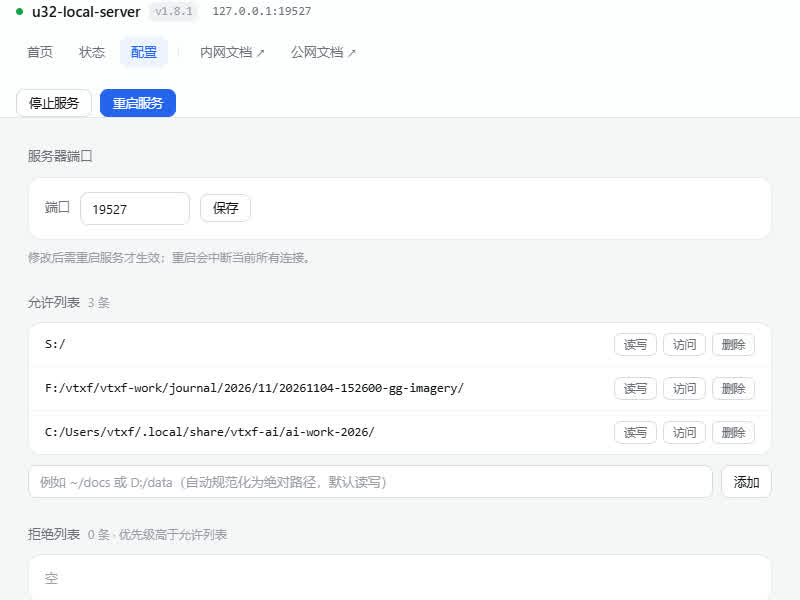 u32-local-server v1.8.1 127.0.0.1:19527
首页 状态 配置 内网文档 ↗ 公网文档 ↗
停止服务 重启服务
服务器端口
端口 19527 保存
修改后需重启服务才生效；重启会中断当前所有连接。
允许列表 3 条
S:/ 读写 访问 删除
F:/vtxf/vtxf-work/journal/2026/11/20261104-152600-gg-imagery/ 读写 访问 删除
C:/Users/vtxf/.local/share/vtxf-ai/ai-work-2026/ 读写 访问 删除
例如 ~/docs 或 D:/data（自动规范化为绝对路径，默认读写） 添加
拒绝列表 0 条 · 优先级高于允许列表
空